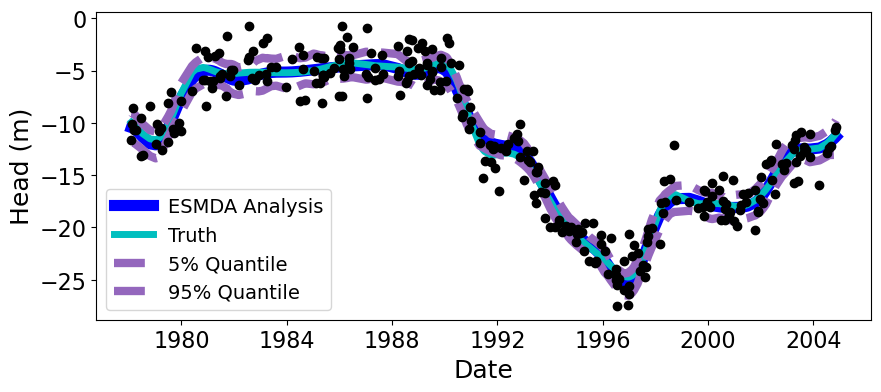 0
−5
−10
−15
−20
−25
Head (m)
ESMDA Analysis
Truth
5% Quantile
95% Quantile
1980 1984 1988 1992 1996 2000 2004
Date